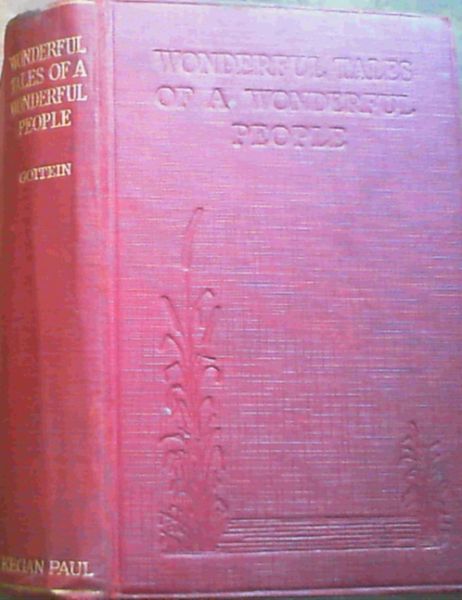 WONDERFUL
TALES OF A
WONDERFUL
PEOPLE
GOITEIN
KEGAN PAUL
WONDERFUL TALES
OF A WONDERFUL
PEOPLE